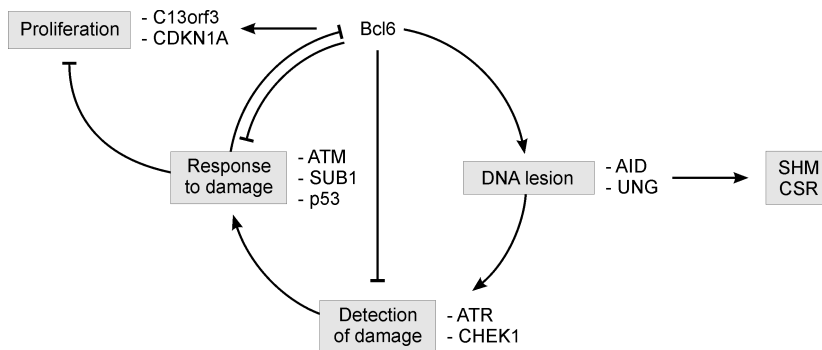 Proliferation
- C13orf3
- CDKN1A
Bcl6
Response
to damage
- ATM
- SUB1
- p53
DNA lesion
- AID
- UNG
SHM
CSR
Detection
of damage
- ATR
- CHEK1